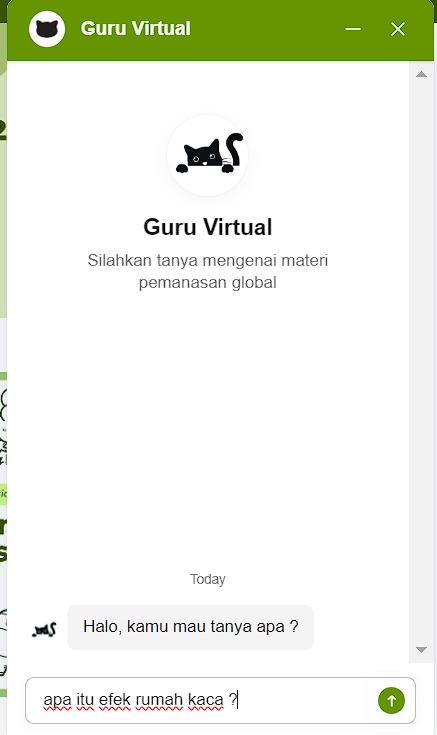 Guru Virtual
Guru Virtual
Silahkan tanya mengenai materi
pemanasan global
Today
Halo, kamu mau tanya apa ?
apa itu efek rumah kaca ?